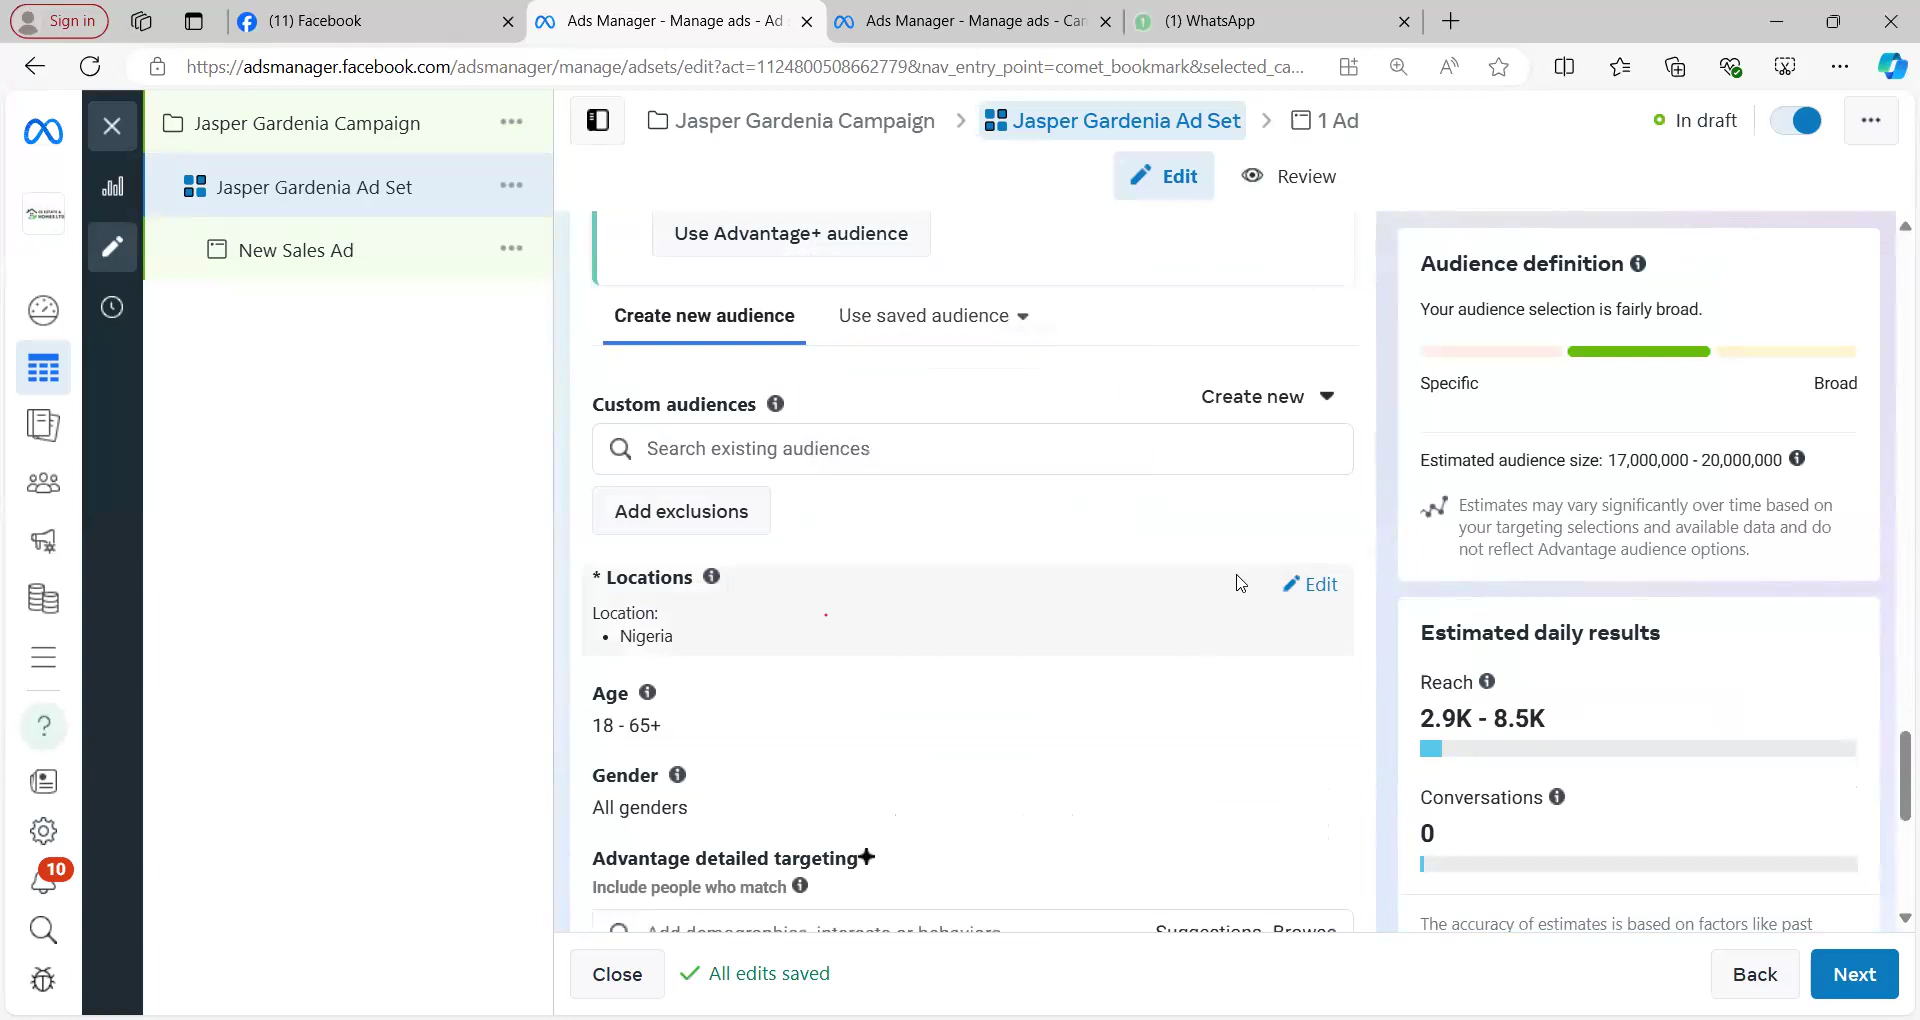 Sign in
(11) Facebook
Ads Manager - Manage ads - Ad
Ads Manager - Manage ads - Car
(1) WhatsApp
https://adsmanager.facebook.com/adsmanager/manage/adsets/edit?act=1124800508662779&nav_entry_point=comet_bookmark&selected_ca...
Jasper Gardenia Campaign
Jasper Gardenia Ad Set
New Sales Ad
Jasper Gardenia Campaign
Jasper Gardenia Ad Set
1 Ad
In draft
Edit
Review
Use Advantage+ audience
Create new audience
Use saved audience
Custom audiences
Create new
Search existing audiences
Add exclusions
* Locations
Edit
Location:
• Nigeria
Age
18 - 65+
Gender
All genders
Advantage detailed targeting
Include people who match
Add demographics, interests or behaviors
Suggestions
Browse
Audience definition
Your audience selection is fairly broad.
Specific
Broad
Estimated audience size: 17,000,000 - 20,000,000
Estimates may vary significantly over time based on
your targeting selections and available data and do
not reflect Advantage audience options.
Estimated daily results
Reach
2.9K - 8.5K
Conversations
0
The accuracy of estimates is based on factors like past
Close
All edits saved
Back
Next
10